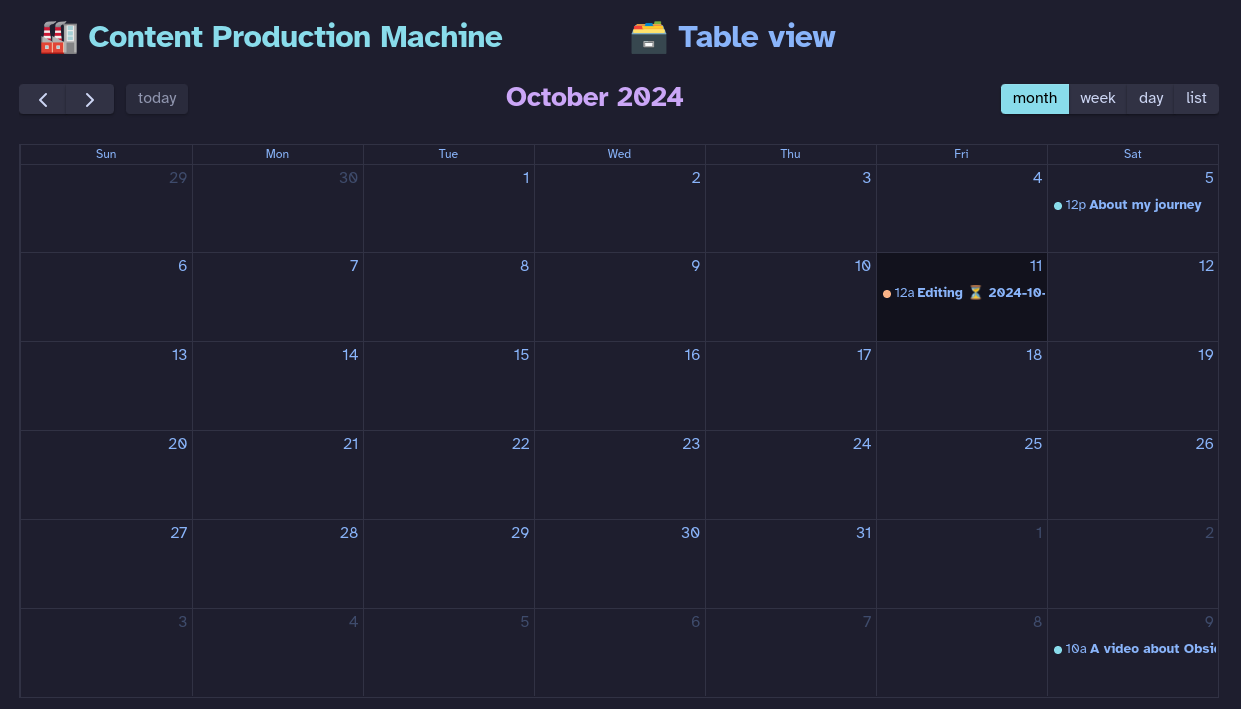 Content Production Machine
Table view
today
October 2024
month week day list
Sun Mon Tue Wed Thu Fri Sat
29 30 1 2 3 4 5
12p About my journey
6 7 8 9 10 11 12
12a Editing ⏳ 2024-10-
13 14 15 16 17 18 19
20 21 22 23 24 25 26
27 28 29 30 31 1 2
3 4 5 6 7 8 9
10a A video about